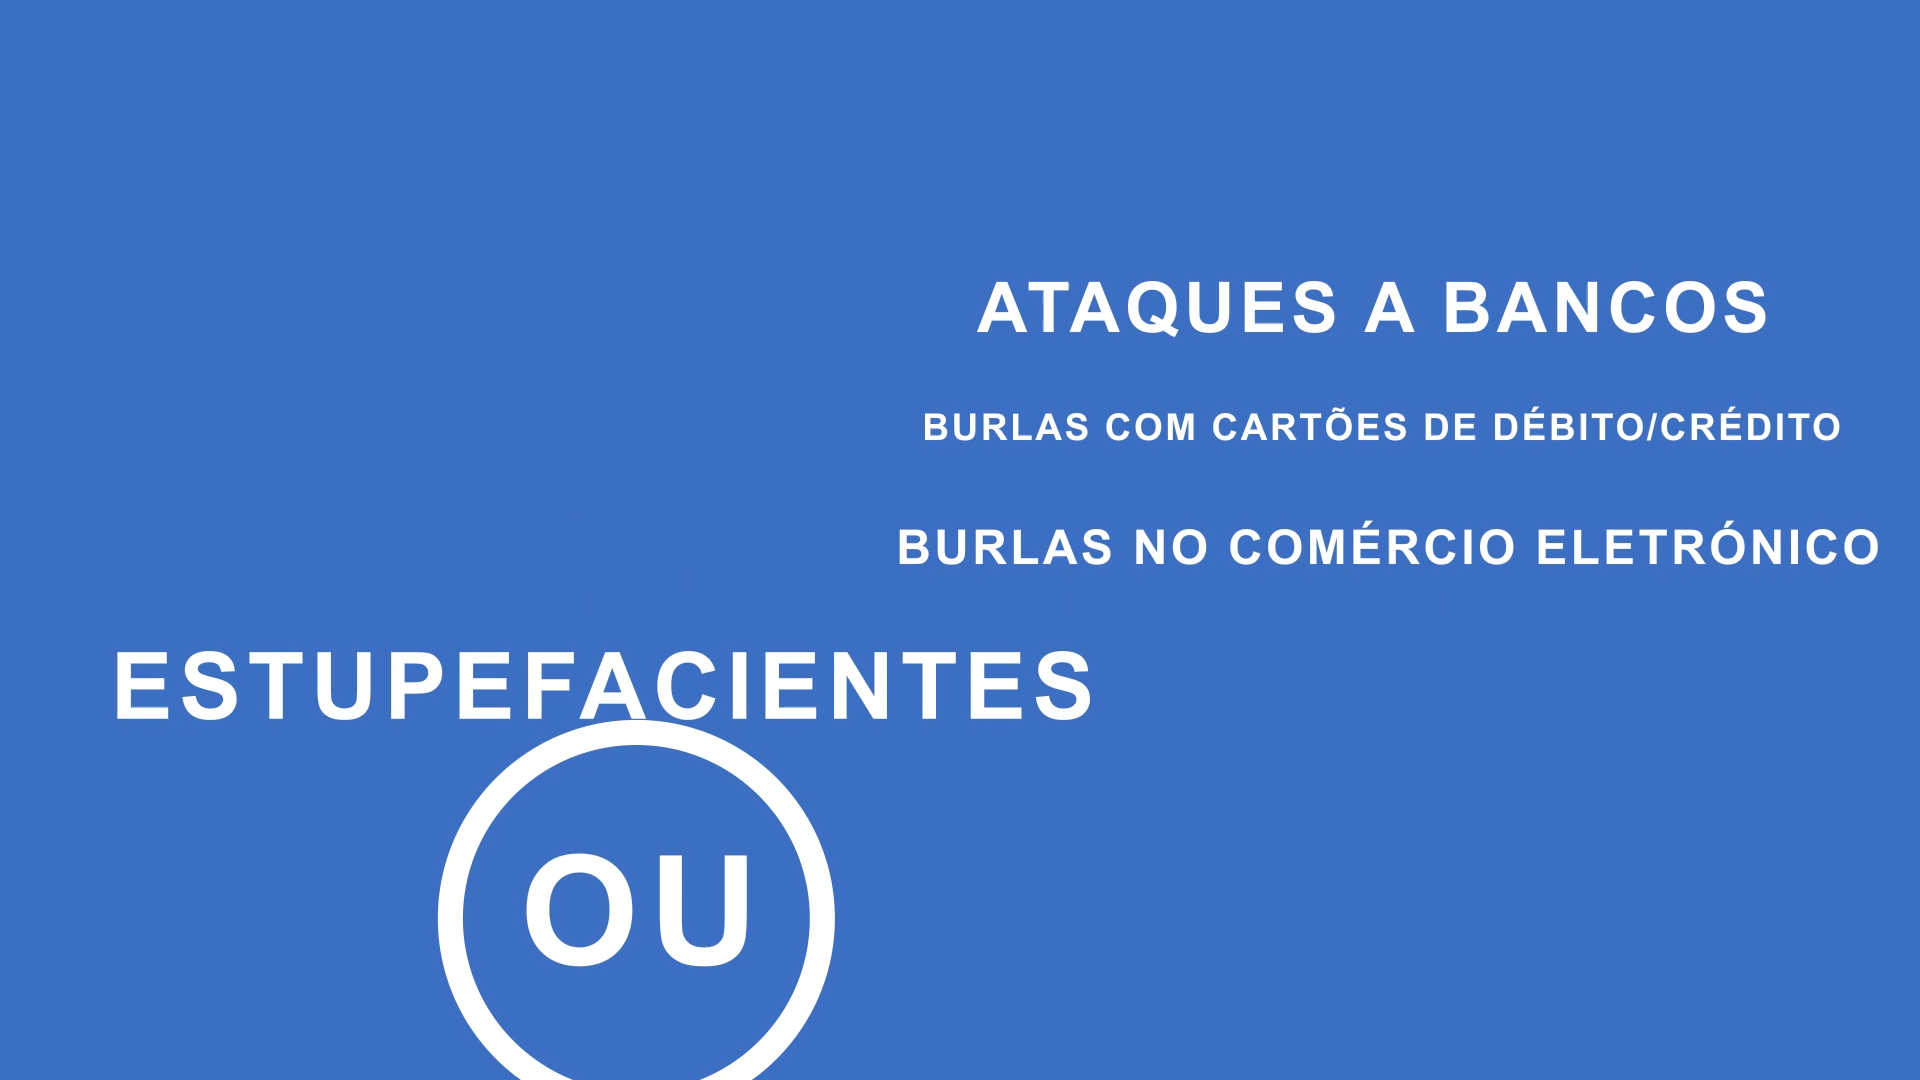 ATAQUES A BANCOS
BURLAS COM CARTÕES DE DÉBITO/CRÉDITO
BURLAS NO COMÉRCIO ELETRÓNICO
ESTUPEFACIENTES
OU